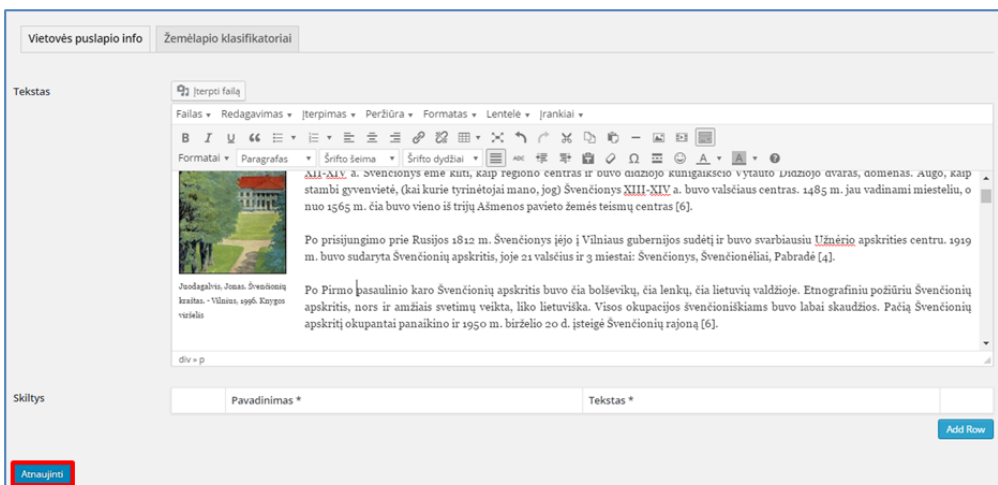 Vietovės puslapio info Žemėlapio klasifikatoriai
Tekstas
Įterpti failą
Failas Redagavimas Įterpimas Peržiūra Formatas Lentelė Įrankiai
Formatai Paragrafas Šrifto šeima Šrifto dydžiai
XII-XIV a. Švenčionys ėmė kilti, kaip regiono centras ir buvo didžiojo kunigaikščio Vytauto Didžiojo dvaras, domenas. Augo, kaip
stambi gyvenvietė, (kai kurie tyrinėtojai mano, jog) Švenčionys XIII-XIV a. buvo valsčiaus centras. 1485 m. jau vadinami miesteliu, o
nuo 1565 m. čia buvo vieno iš trijų Ašmenos pavieto žemės teismų centras [6].
Po prisijungimo prie Rusijos 1812 m. Švenčionys įėjo į Vilniaus gubernijos sudėtį ir buvo svarbiausiu Užnėrio apskrities centru. 1919
m. buvo sudaryta Švenčionių apskritis, joje 21 valsčius ir 3 miestai: Švenčionys, Švenčionėliai, Pabradė [4].
Juodagalvis, Jonas. Švenčionių
kraštas. - Vilnius, 1996. Knygos
viršelis
Po Pirmo pasaulinio karo Švenčionių apskritis buvo čia bolševikų, čia lenkų, čia lietuvių valdžioje. Etnografiniu požiūriu Švenčionių
apskritis, nors ir amžiais svetimų veikta, liko lietuviška. Visos okupacijos švenčioniškiams buvo labai skaudžios. Pačią Švenčionių
apskritį okupantai panaikino ir 1950 m. birželio 20 d. įsteigė Švenčionių rajoną [6].
div » p
Skiltys
Pavadinimas * Tekstas *
Add Row
Atnaujinti